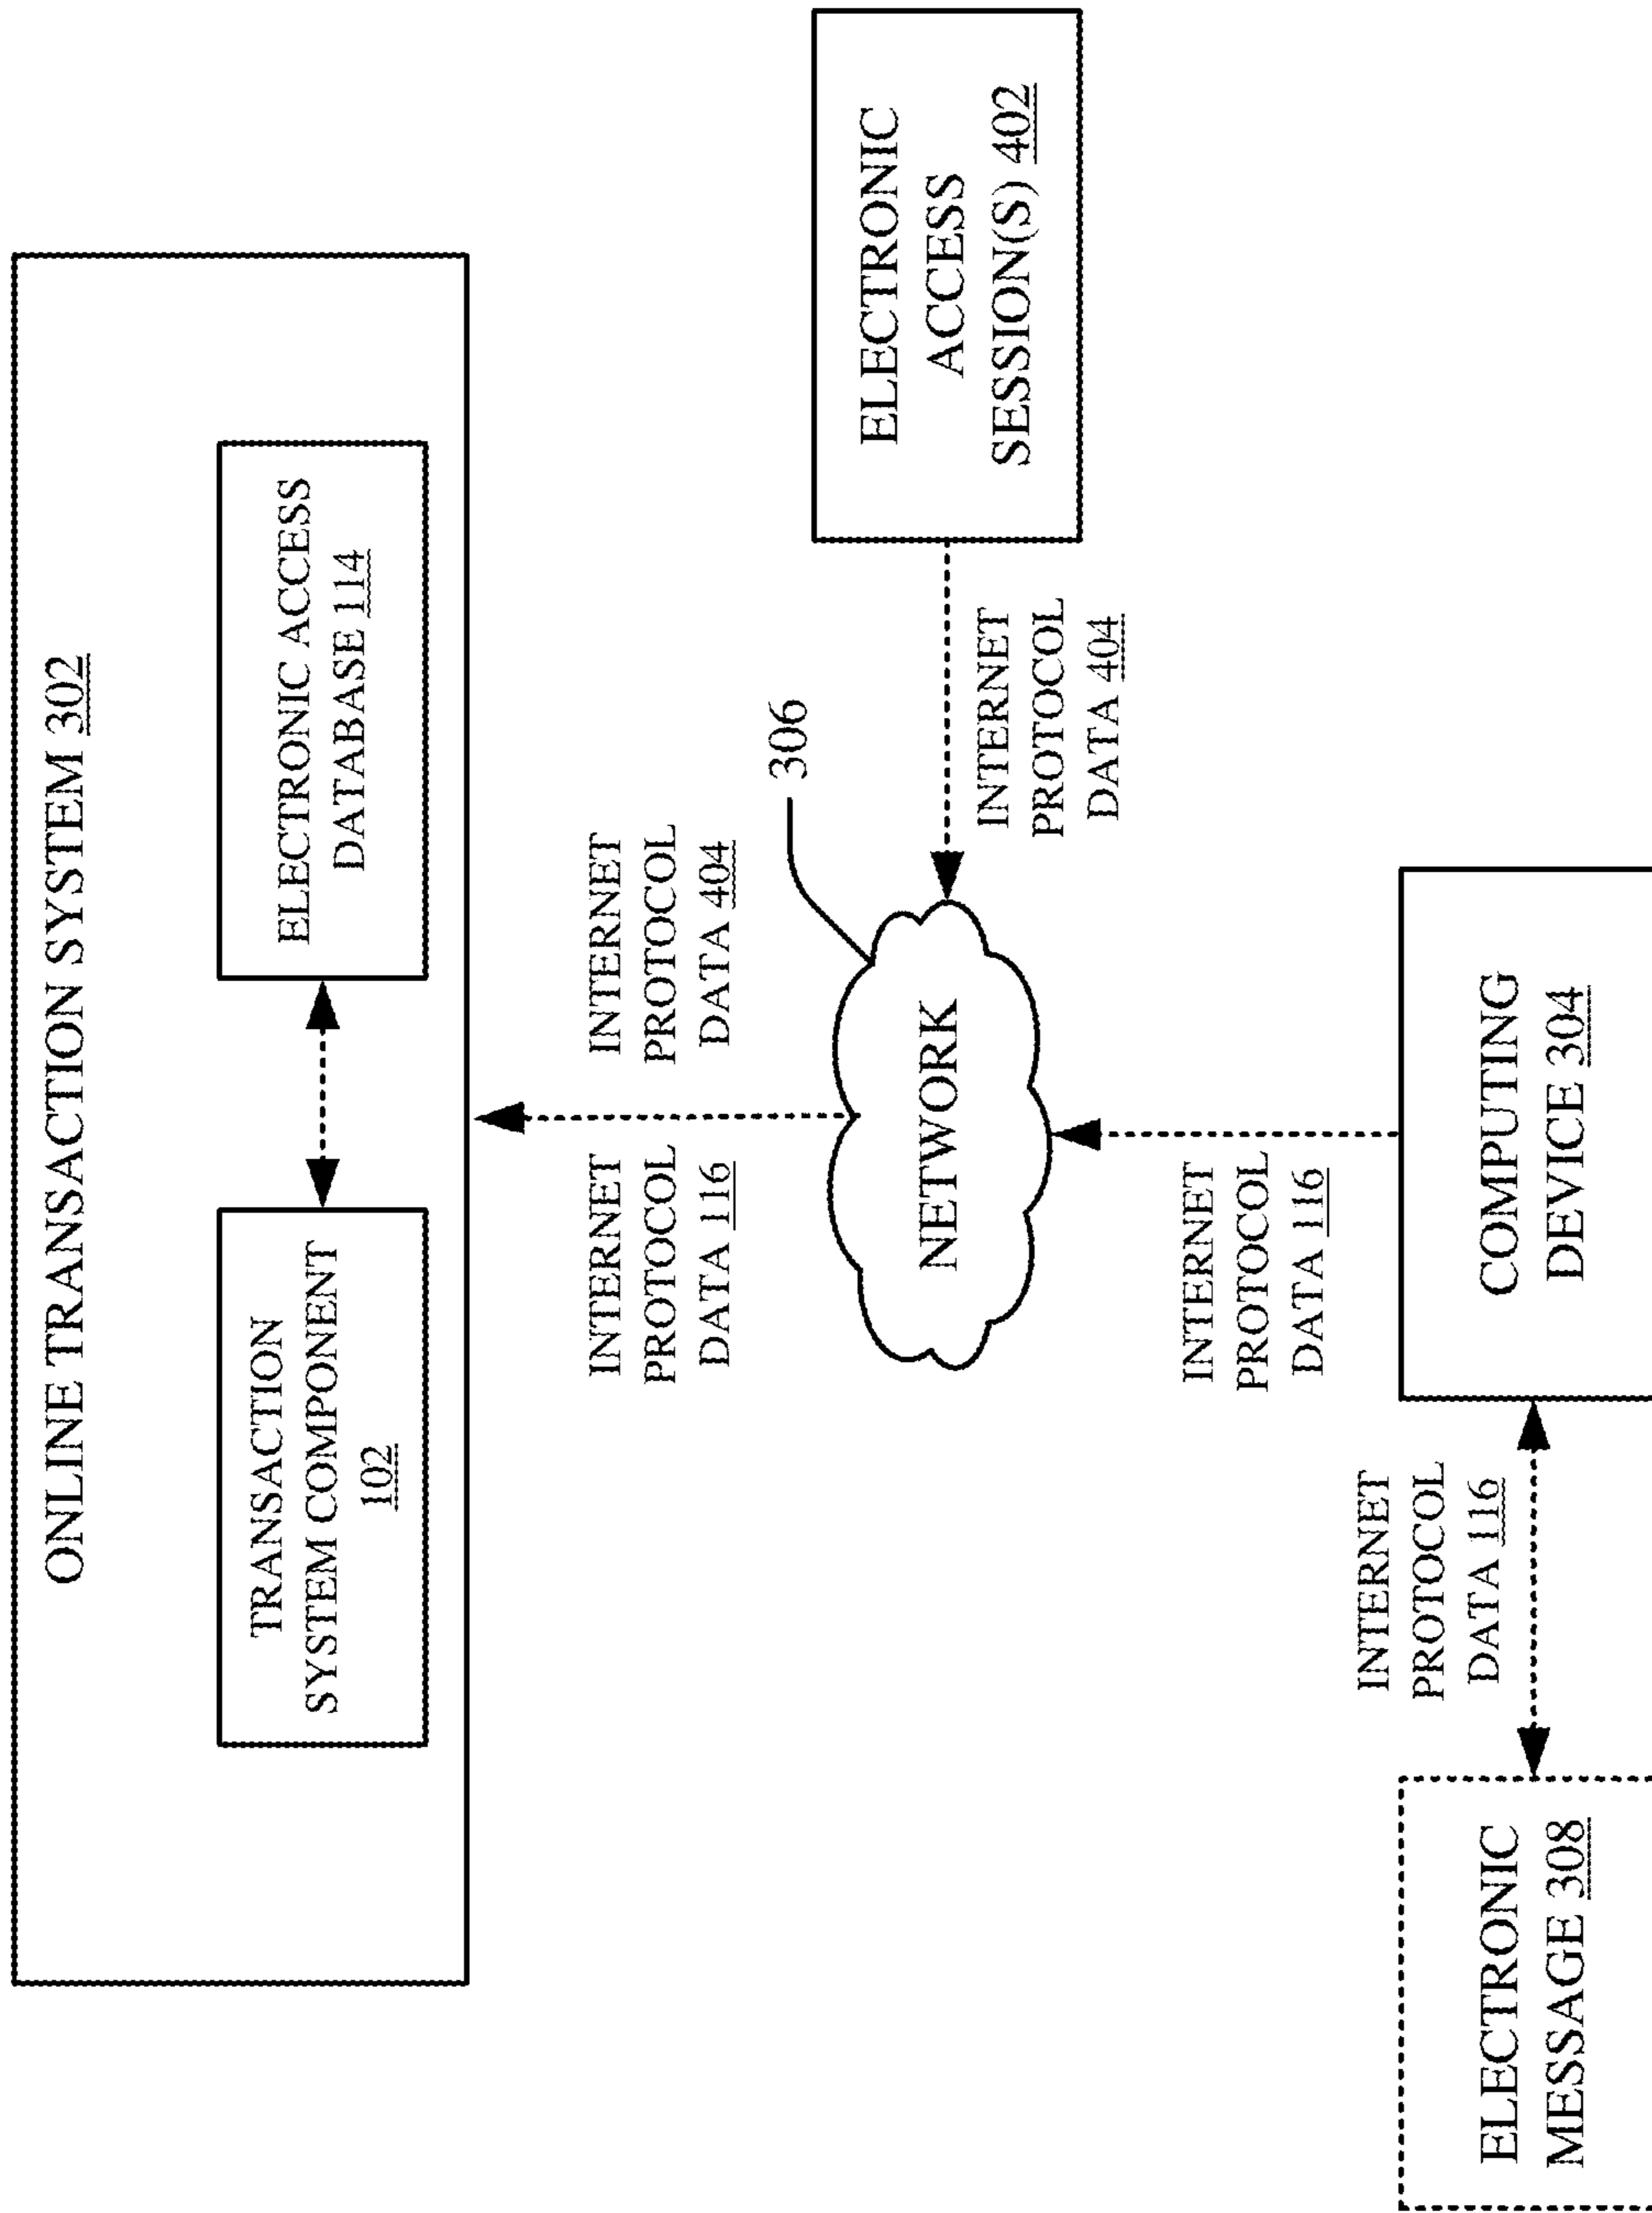 ONLINE TRANSACTION SYSTEM 302
TRANSACTION
SYSTEM COMPONENT
102
ELECTRONIC ACCESS
DATABASE 114
INTERNET
PROTOCOL
DATA 116
INTERNET
PROTOCOL
DATA 404
306
NETWORK
INTERNET
PROTOCOL
DATA 404
ELECTRONIC
ACCESS
SESSION(S) 402
INTERNET
PROTOCOL
DATA 116
ELECTRONIC
MESSAGE 308
INTERNET
PROTOCOL
DATA 116
COMPUTING
DEVICE 304